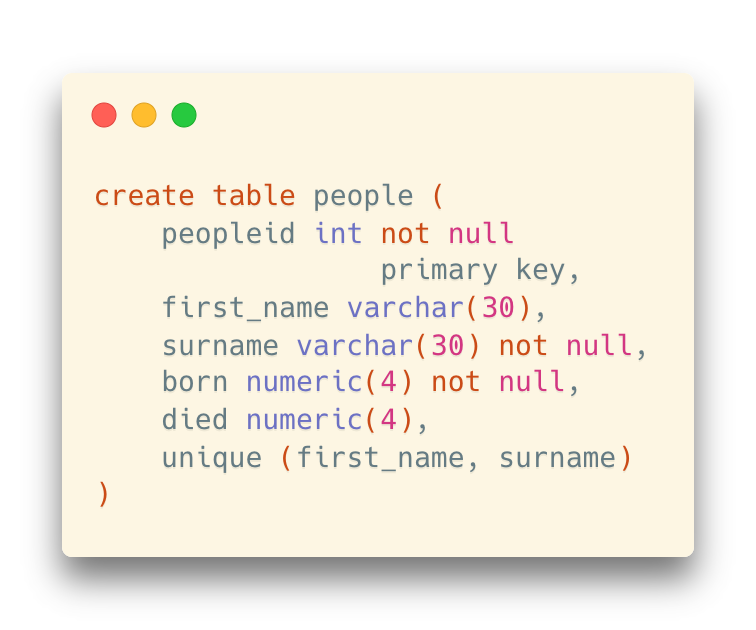 create table people (
    peopleid int not null
                 primary key,
    first_name varchar(30),
    surname varchar(30) not null,
    born numeric(4) not null,
    died numeric(4),
    unique (first_name, surname)
)